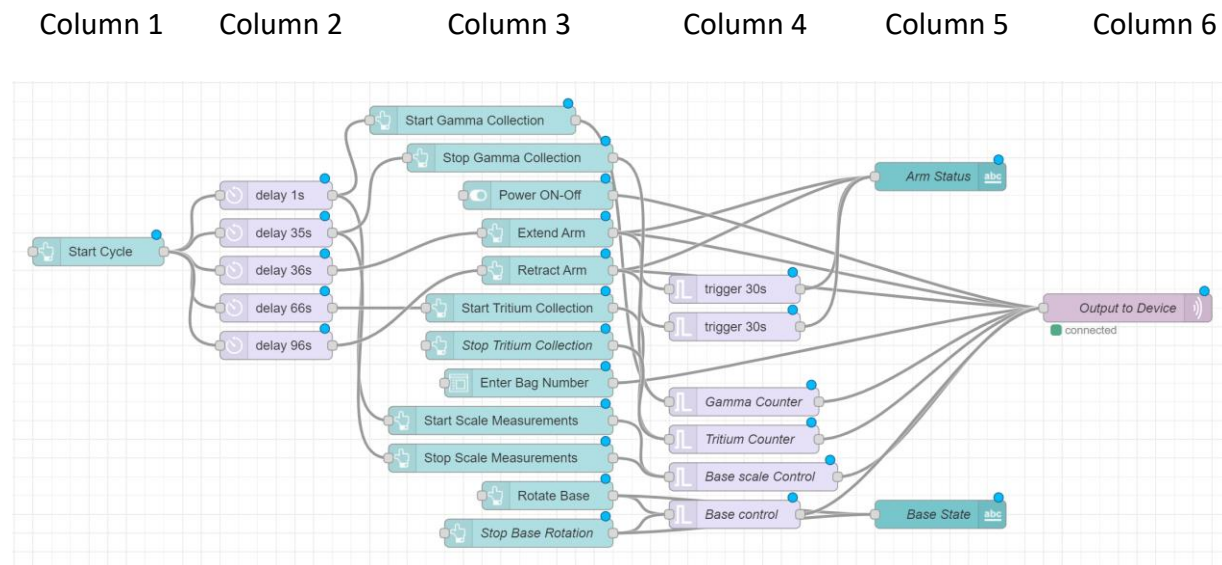 Column 1 Column 2 Column 3 Column 4 Column 5 Column 6
Start Cycle
delay 1s
delay 35s
delay 36s
delay 66s
delay 96s
Start Gamma Collection
Stop Gamma Collection
Power ON-Off
Extend Arm
Retract Arm
Start Tritium Collection
Stop Tritium Collection
Enter Bag Number
Start Scale Measurements
Stop Scale Measurements
Rotate Base
Stop Base Rotation
trigger 30s
trigger 30s
Gamma Counter
Tritium Counter
Base scale Control
Base control
Arm Status abc
Base State abc
Output to Device
connected